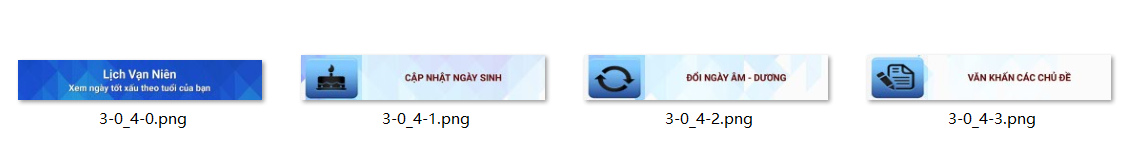 Lịch Vạn Niên
Xem ngày tốt xấu theo tuổi của bạn
CẬP NHẬT NGÀY SINH
ĐỔI NGÀY ÂM - DƯƠNG
VĂN KHẤN CÁC CHỦ ĐỀ
3-0_4-0.png
3-0_4-1.png
3-0_4-2.png
3-0_4-3.png